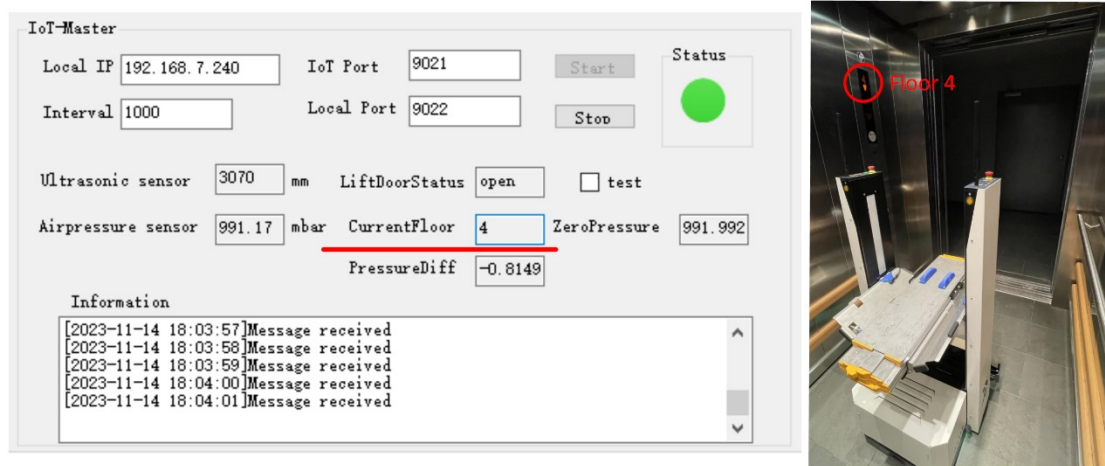 IoT-Master
Local IP 192.168.7.240 IoT Port 9021 Start Status
Interval 1000 Local Port 9022 Stop
Ultrasonic sensor 3070 mm LiftDoorStatus open test
Airpressure sensor 991.17 mbar CurrentFloor 4 ZeroPressure 991.992
PressureDiff -0.8149
Information
[2023-11-14 18:03:57]Message received
[2023-11-14 18:03:58]Message received
[2023-11-14 18:03:59]Message received
[2023-11-14 18:04:00]Message received
[2023-11-14 18:04:01]Message received
Floor 4